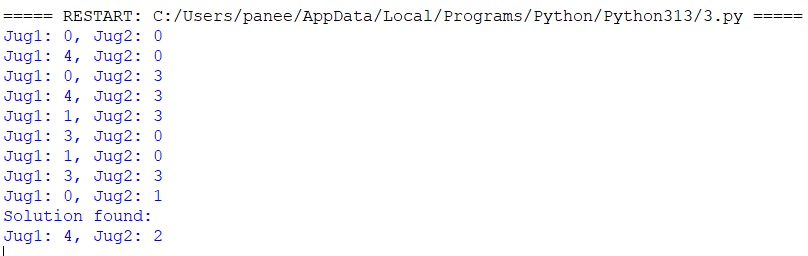 ===== RESTART: C:/Users/panee/AppData/Local/Programs/Python/Python313/3.py =====
Jug1: 0, Jug2: 0
Jug1: 4, Jug2: 0
Jug1: 0, Jug2: 3
Jug1: 4, Jug2: 3
Jug1: 1, Jug2: 3
Jug1: 3, Jug2: 0
Jug1: 1, Jug2: 0
Jug1: 3, Jug2: 3
Jug1: 0, Jug2: 1
Solution found:
Jug1: 4, Jug2: 2